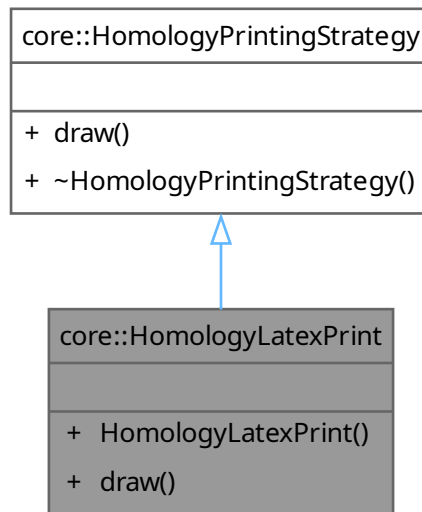 core::HomologyPrintingStrategy
+ draw()
+ ~HomologyPrintingStrategy()
core::HomologyLatexPrint
+ HomologyLatexPrint()
+ draw()